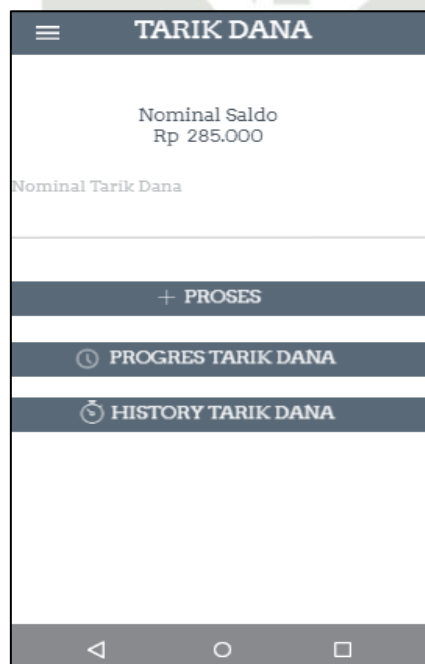 TARIK DANA
Nominal Saldo
Rp 285.000
Nominal Tarik Dana
+ PROSES
PROGRES TARIK DANA
HISTORY TARIK DANA